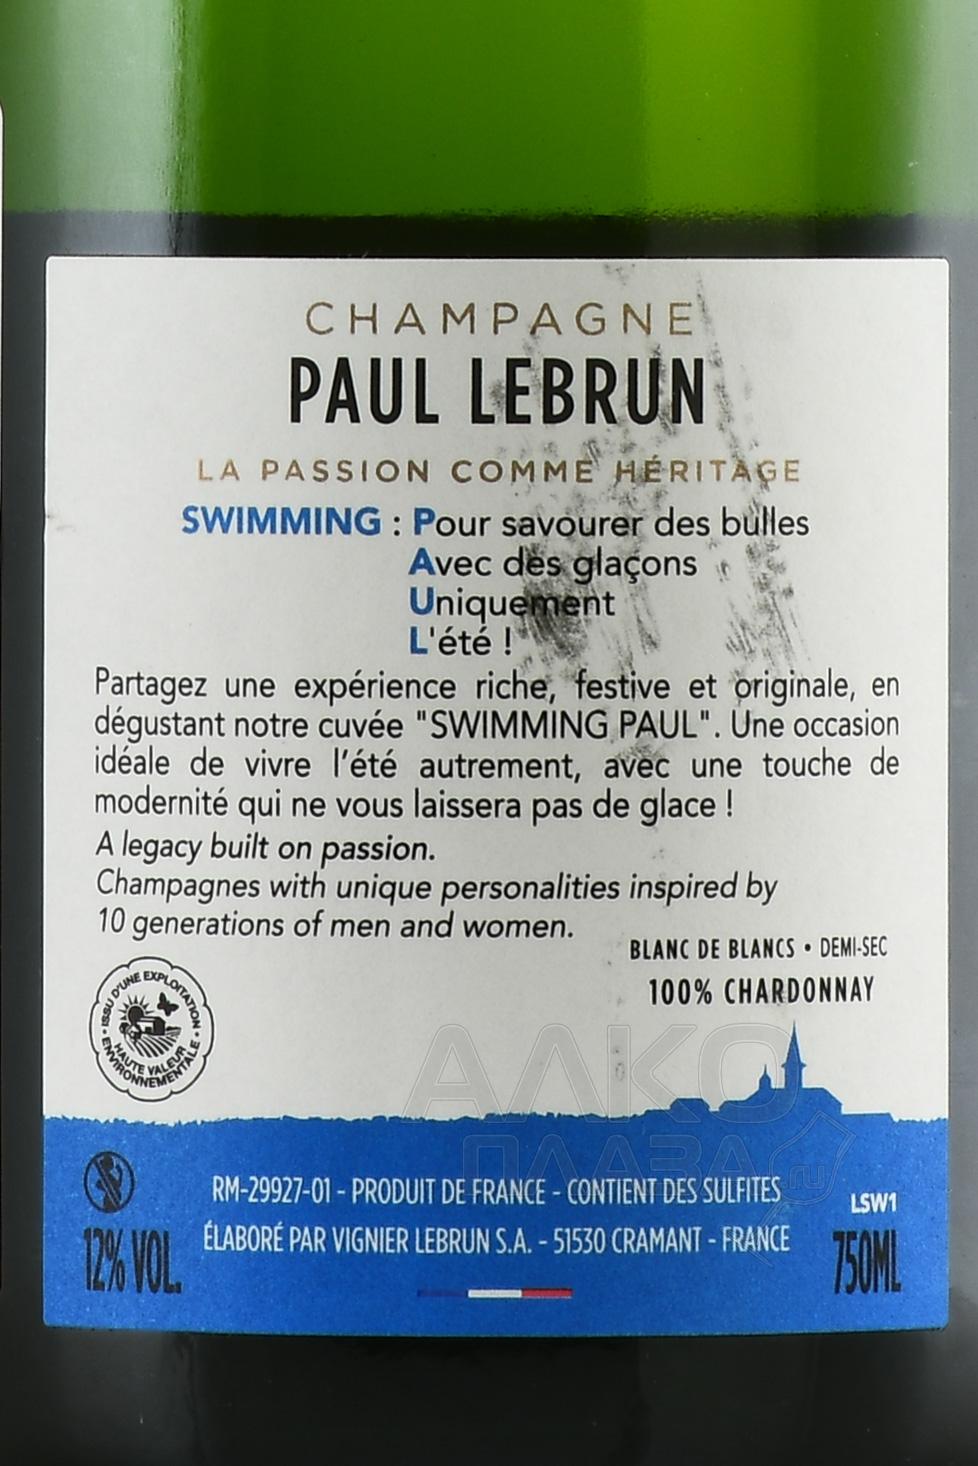 CHAMPAGNE
PAUL LEBRUN
LA PASSION COMME HÉRITAGE
SWIMMING : Pour savourer des bulles
Avec des glaçons
Uniquement
L'été !
Partagez une expérience riche, festive et originale, en
dégustant notre cuvée "SWIMMING PAUL". Une occasion
idéale de vivre l'été autrement, avec une touche de
modernité qui ne vous laissera pas de glace !
A legacy built on passion.
Champagnes with unique personalities inspired by
10 generations of men and women.
BLANC DE BLANCS • DEMI-SEC
100% CHARDONNAY
• ISSU D'UNE EXPLOITATION •
HAUTE VALEUR
ENVIRONNEMENTALE
АЛКО
ПЛАЗА
.ru
RM-29927-01 - PRODUIT DE FRANCE - CONTIENT DES SULFITES
LSW1
12% VOL.
ÉLABORÉ PAR VIGNIER LEBRUN S.A. - 51530 CRAMANT - FRANCE
750ML